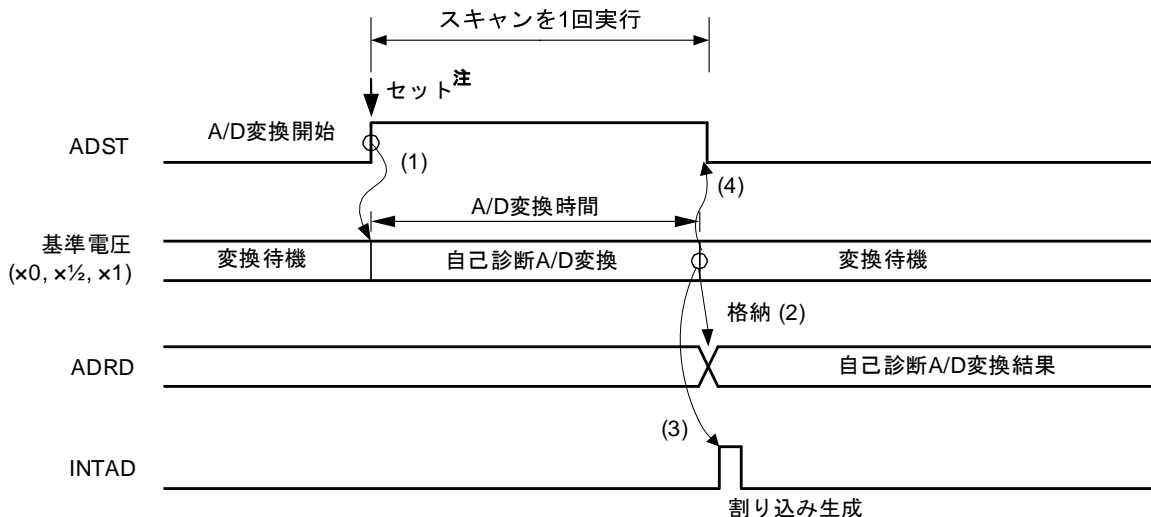 スキャンを1回実行
セット注
ADST
A/D変換開始
(1)
(4)
A/D変換時間
基準電圧
(×0, ×½, ×1)
変換待機
自己診断A/D変換
変換待機
格納 (2)
ADRD
自己診断A/D変換結果
(3)
INTAD
割り込み生成